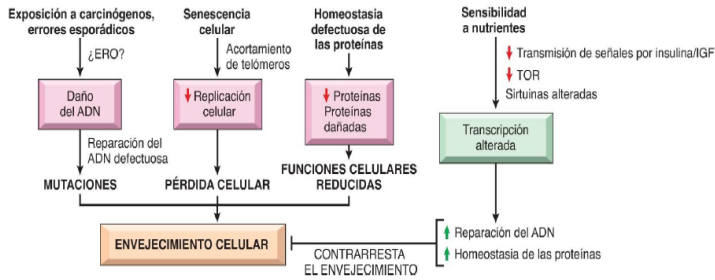 Exposición a carcinógenos,
errores esporádicos
¿ERO?
Daño
del ADN
Reparación del
ADN defectuosa
MUTACIONES
Senescencia
celular
Acortamiento
de telómeros
Replicación
celular
PÉRDIDA CELULAR
Homeostasia
defectuosa de
las proteínas
Proteínas
Proteínas
dañadas
FUNCIONES CELULARES
REDUCIDAS
Sensibilidad
a nutrientes
Transmisión de señales por insulina/IGF
TOR
Sirtuinas alteradas
Transcripción
alterada
Reparación del ADN
Homeostasia de las proteínas
CONTRARRESTA
EL ENVEJECIMIENTO
ENVEJECIMIENTO CELULAR